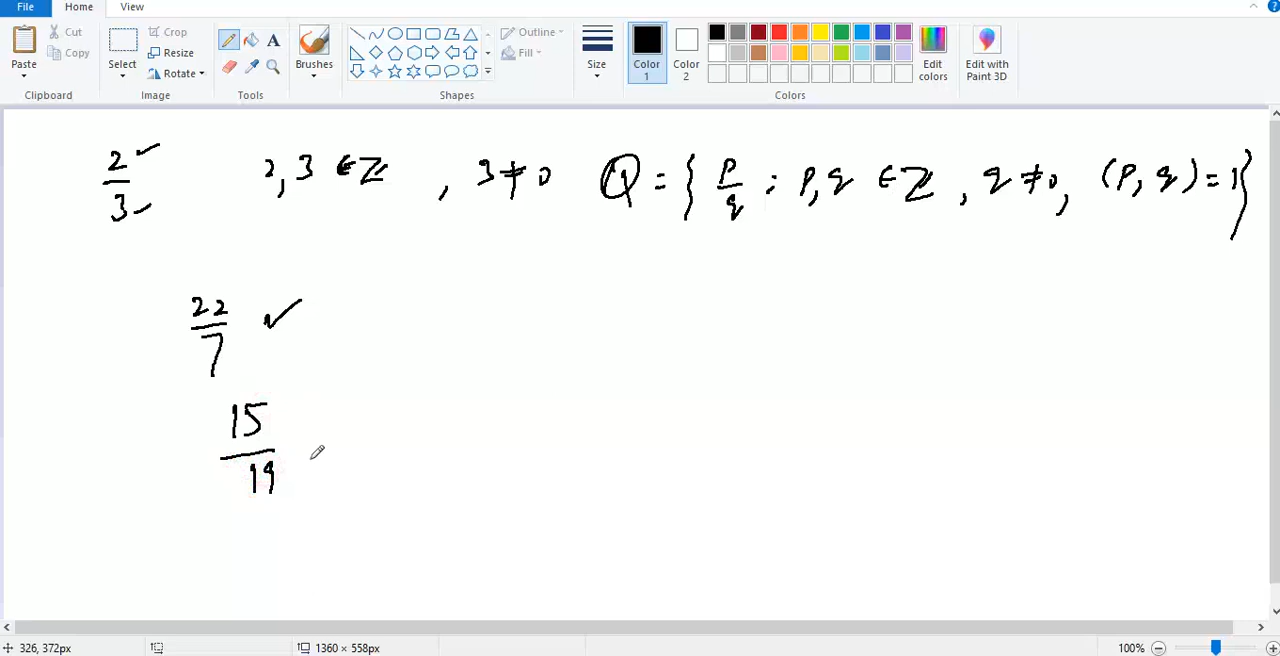 File Home View
Cut Crop Outline
Copy Resize Fill
Paste Select Rotate A Brushes Size Color 1 Color 2 Edit colors Edit with Paint 3D
Clipboard Image Tools Shapes Colors
2/3 2, 3 ∈ ℤ , 3 ≠ 0 ℚ = { p/q : p, q ∈ ℤ, q ≠ 0, (p, q) = 1}
22/7
15/19
326, 372px 1360 × 558px 100%